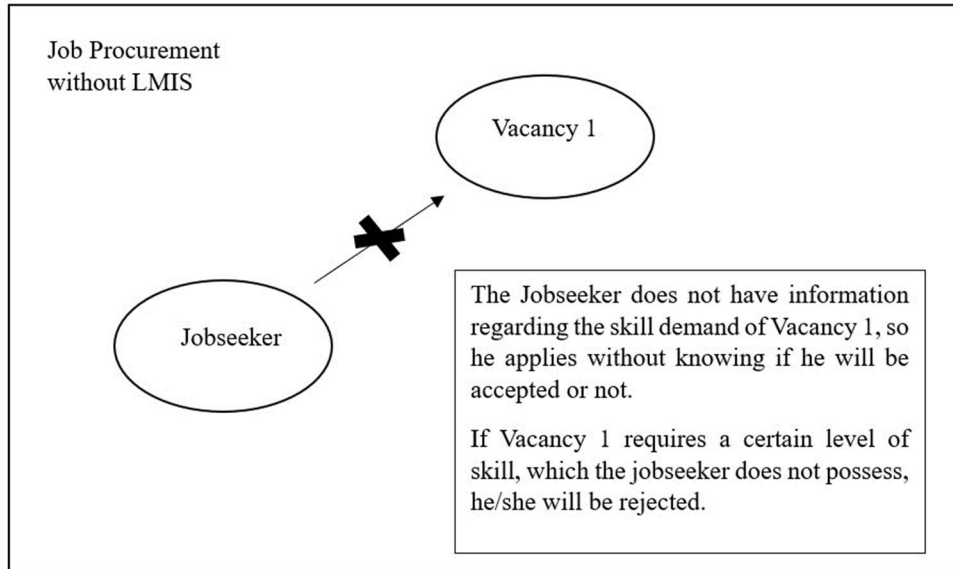 Job Procurement
without LMIS
Vacancy 1
Jobseeker
The Jobseeker does not have information
regarding the skill demand of Vacancy 1, so
he applies without knowing if he will be
accepted or not.
If Vacancy 1 requires a certain level of
skill, which the jobseeker does not possess,
he/she will be rejected.